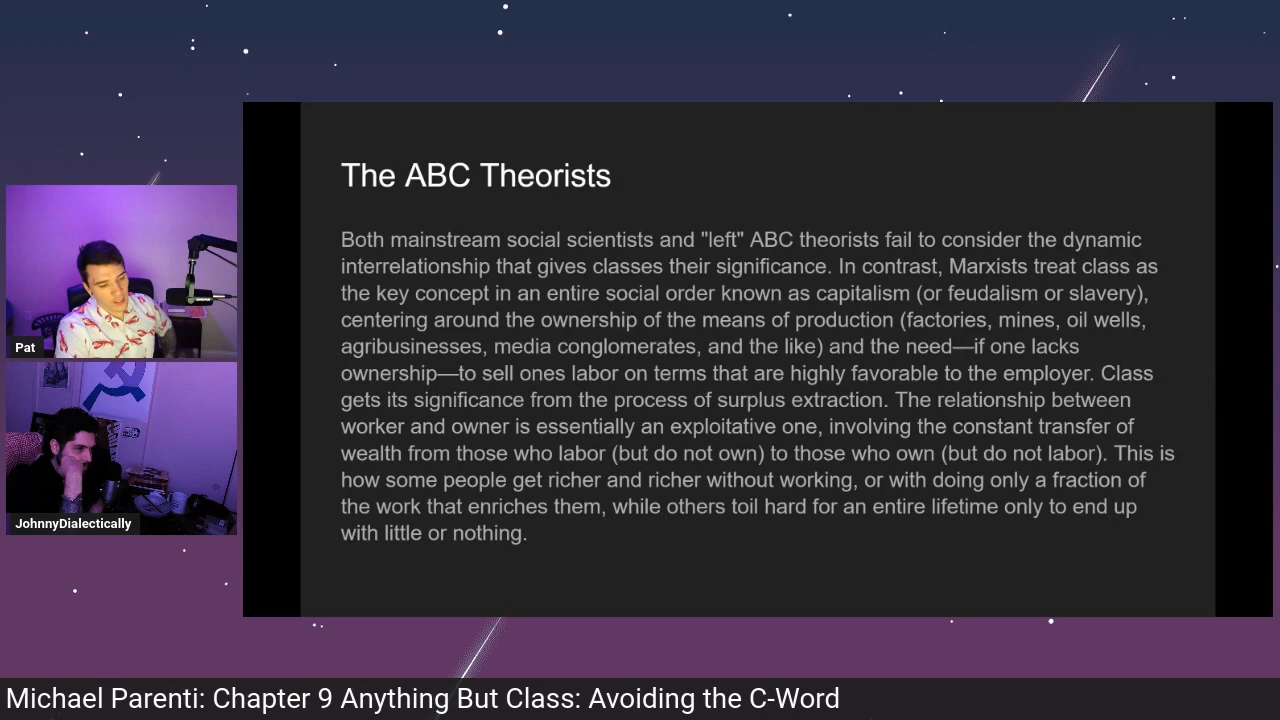 The ABC Theorists
Both mainstream social scientists and "left" ABC theorists fail to consider the dynamic
interrelationship that gives classes their significance. In contrast, Marxists treat class as
the key concept in an entire social order known as capitalism (or feudalism or slavery),
centering around the ownership of the means of production (factories, mines, oil wells,
agribusinesses, media conglomerates, and the like) and the need—if one lacks
ownership—to sell ones labor on terms that are highly favorable to the employer. Class
gets its significance from the process of surplus extraction. The relationship between
worker and owner is essentially an exploitative one, involving the constant transfer of
wealth from those who labor (but do not own) to those who own (but do not labor). This is
how some people get richer and richer without working, or with doing only a fraction of
the work that enriches them, while others toil hard for an entire lifetime only to end up
with little or nothing.
Pat
JohnnyDialectically
Michael Parenti: Chapter 9 Anything But Class: Avoiding the C-Word